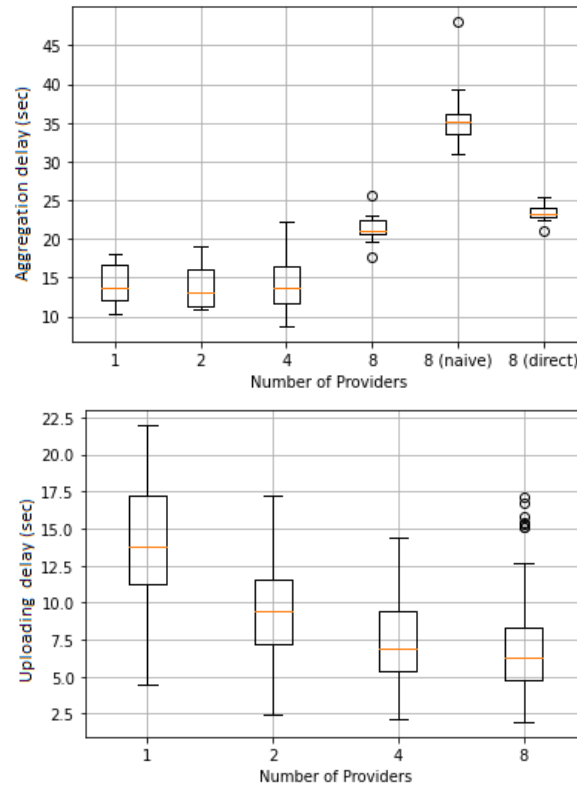 Aggregation delay (sec)
45
40
35
30
25
20
15
10
1 2 4 8 8 (naive) 8 (direct)
Number of Providers
Uploading delay (sec)
22.5
20.0
17.5
15.0
12.5
10.0
7.5
5.0
2.5
1 2 4 8
Number of Providers